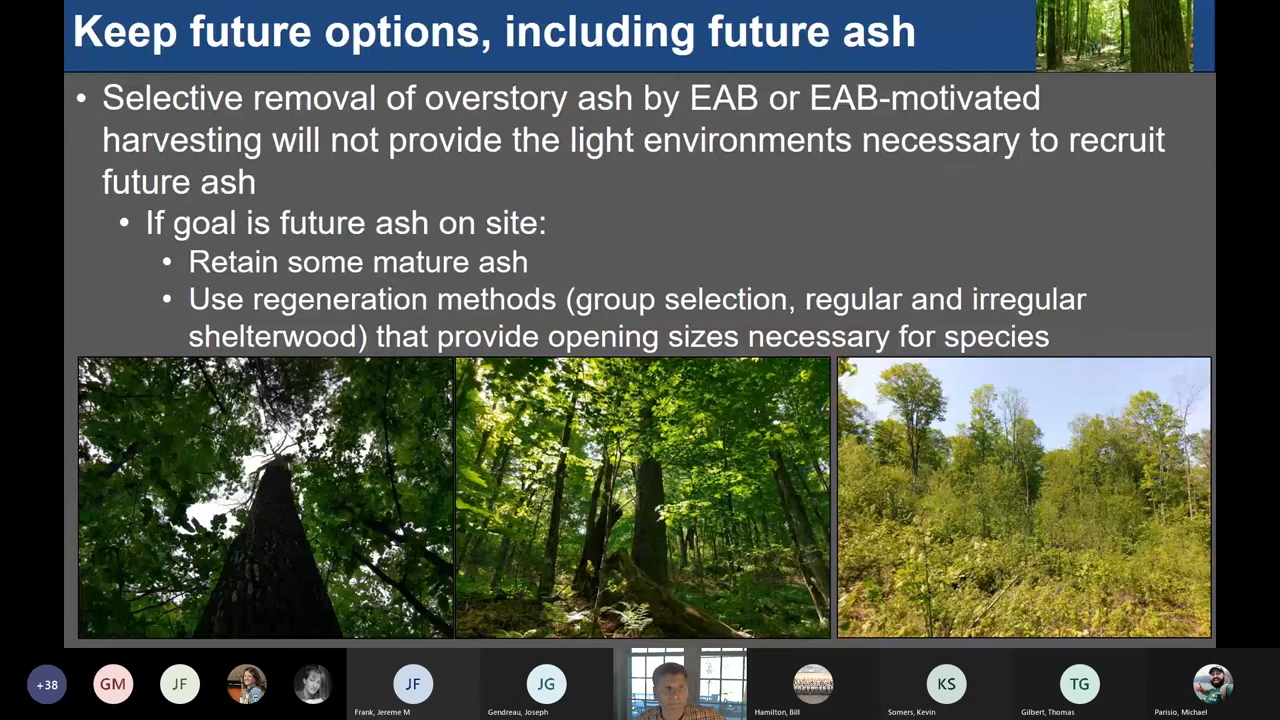 Keep future options, including future ash
• Selective removal of overstory ash by EAB or EAB-motivated
harvesting will not provide the light environments necessary to recruit
future ash
• If goal is future ash on site:
• Retain some mature ash
• Use regeneration methods (group selection, regular and irregular
shelterwood) that provide opening sizes necessary for species
+38
GM
JF
JF
JG
KS
TG
Frank, Jereme M
Gendreau, Joseph
Hamilton, Bill
Somers, Kevin
Gilbert, Thomas
Parisio, Michael